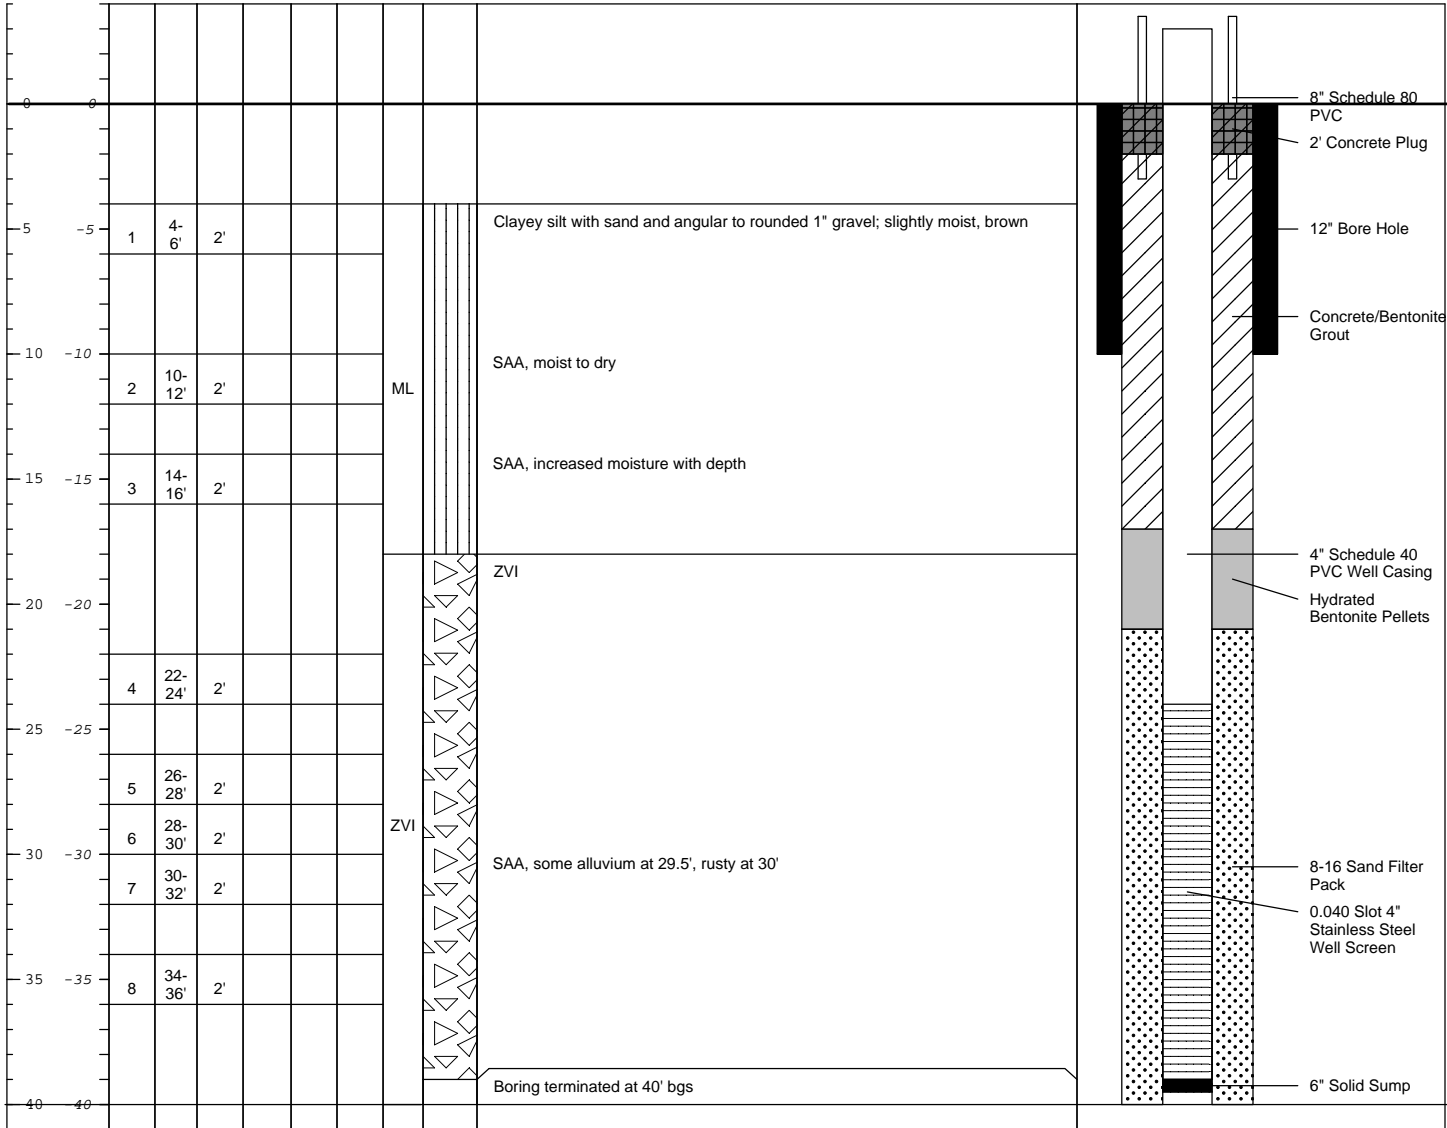 0 0
8" Schedule 80
PVC
2' Concrete Plug
5 -5
1 4-
6' 2'
Clayey silt with sand and angular to rounded 1" gravel; slightly moist, brown
12" Bore Hole
Concrete/Bentonite
Grout
10 -10
SAA, moist to dry
2 10-
12' 2'
ML
SAA, increased moisture with depth
15 -15
3 14-
16' 2'
4" Schedule 40
PVC Well Casing
ZVI
Hydrated
Bentonite Pellets
20 -20
4 22-
24' 2'
25 -25
5 26-
28' 2'
6 28-
30' 2'
ZVI
30 -30
SAA, some alluvium at 29.5', rusty at 30'
8-16 Sand Filter
Pack
7 30-
32' 2'
0.040 Slot 4"
Stainless Steel
Well Screen
35 -35
8 34-
36' 2'
Boring terminated at 40' bgs
6" Solid Sump
40 -40